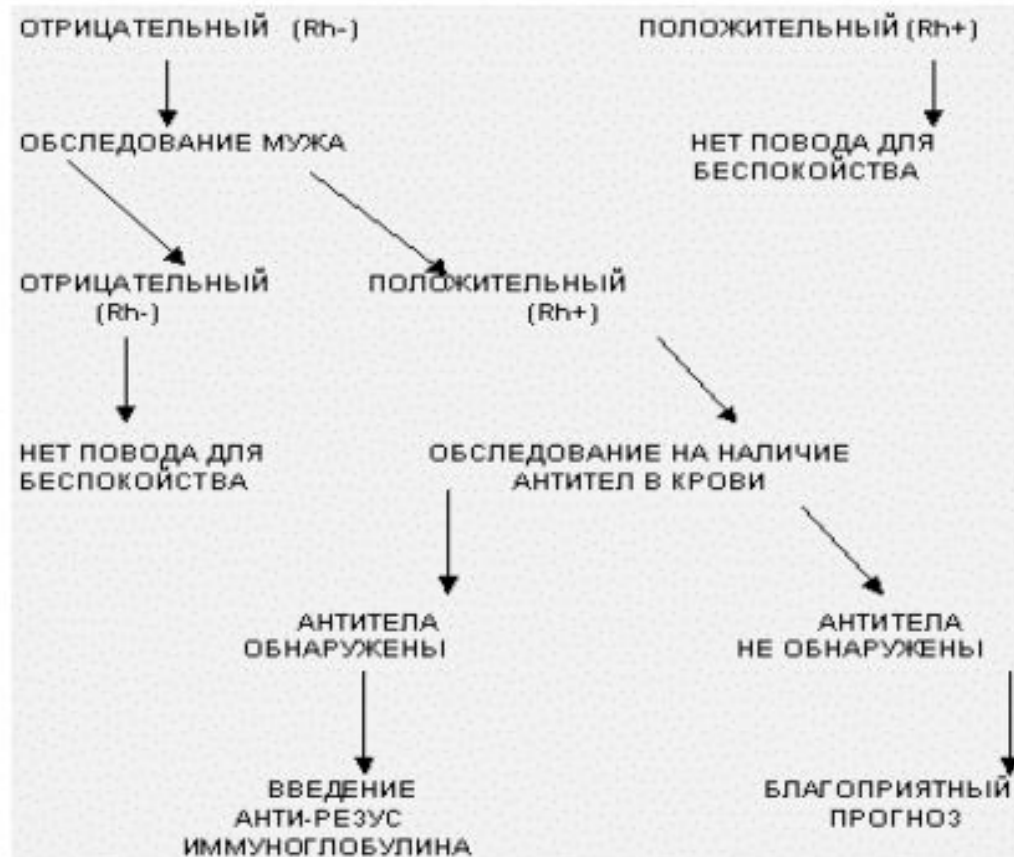 ОТРИЦАТЕЛЬНЫЙ (Rh-)
ПОЛОЖИТЕЛЬНЫЙ (Rh+)
ОБСЛЕДОВАНИЕ МУЖА
НЕТ ПОВОДА ДЛЯ
БЕСПОКОЙСТВА
ОТРИЦАТЕЛЬНЫЙ
(Rh-)
ПОЛОЖИТЕЛЬНЫЙ
(Rh+)
НЕТ ПОВОДА ДЛЯ
БЕСПОКОЙСТВА
ОБСЛЕДОВАНИЕ НА НАЛИЧИЕ
АНТИТЕЛ В КРОВИ
АНТИТЕЛА
ОБНАРУЖЕНЫ
АНТИТЕЛА
НЕ ОБНАРУЖЕНЫ
ВВЕДЕНИЕ
АНТИ-РЕЗУС
ИММУНОГЛОБУЛИНА
БЛАГОПРИЯТНЫЙ
ПРОГНОЗ